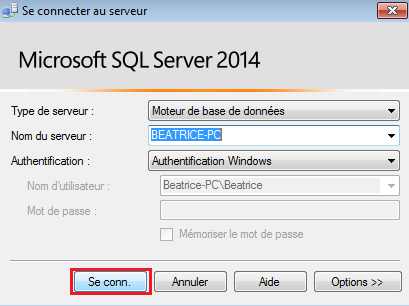 Se connecter au serveur
Microsoft SQL Server 2014
Type de serveur : Moteur de base de données
Nom du serveur : BEATRICE-PC
Authentification : Authentification Windows
Nom d'utilisateur : Beatrice-PC\Beatrice
Mot de passe :
Mémoriser le mot de passe
Se conn. Annuler Aide Options >>